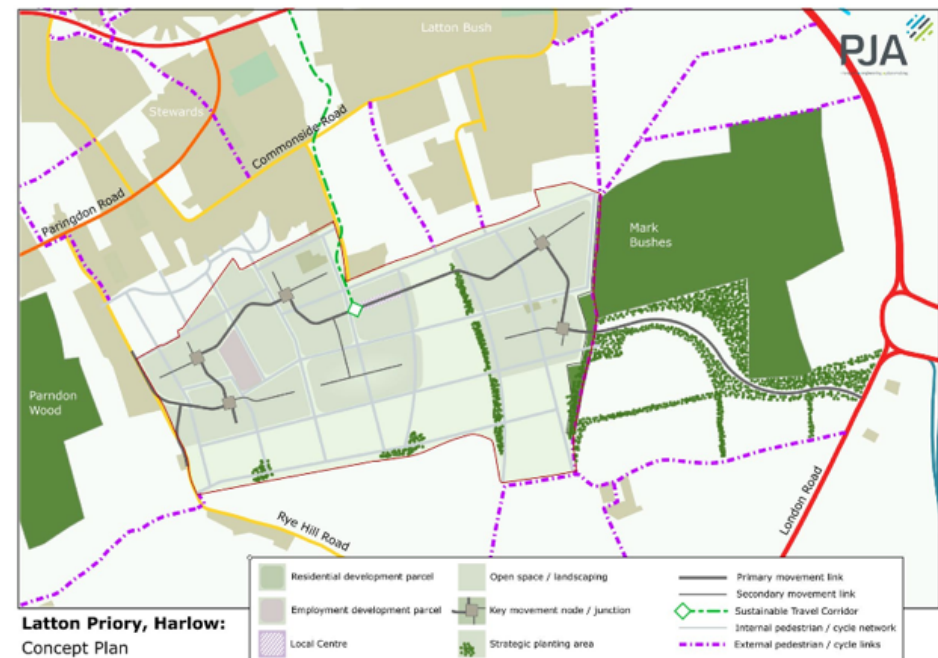 Latton Bush
PJA
Stewards
Commonside Road
Paringdon Road
Mark
Bushes
Parndon
Wood
London Road
Rye Hill Road
Residential development parcel
Employment development parcel
Local Centre
Open space / landscaping
Key movement node / junction
Strategic planting area
Primary movement link
Secondary movement link
Sustainable Travel Corridor
Internal pedestrian / cycle network
External pedestrian / cycle links
Latton Priory, Harlow:
Concept Plan